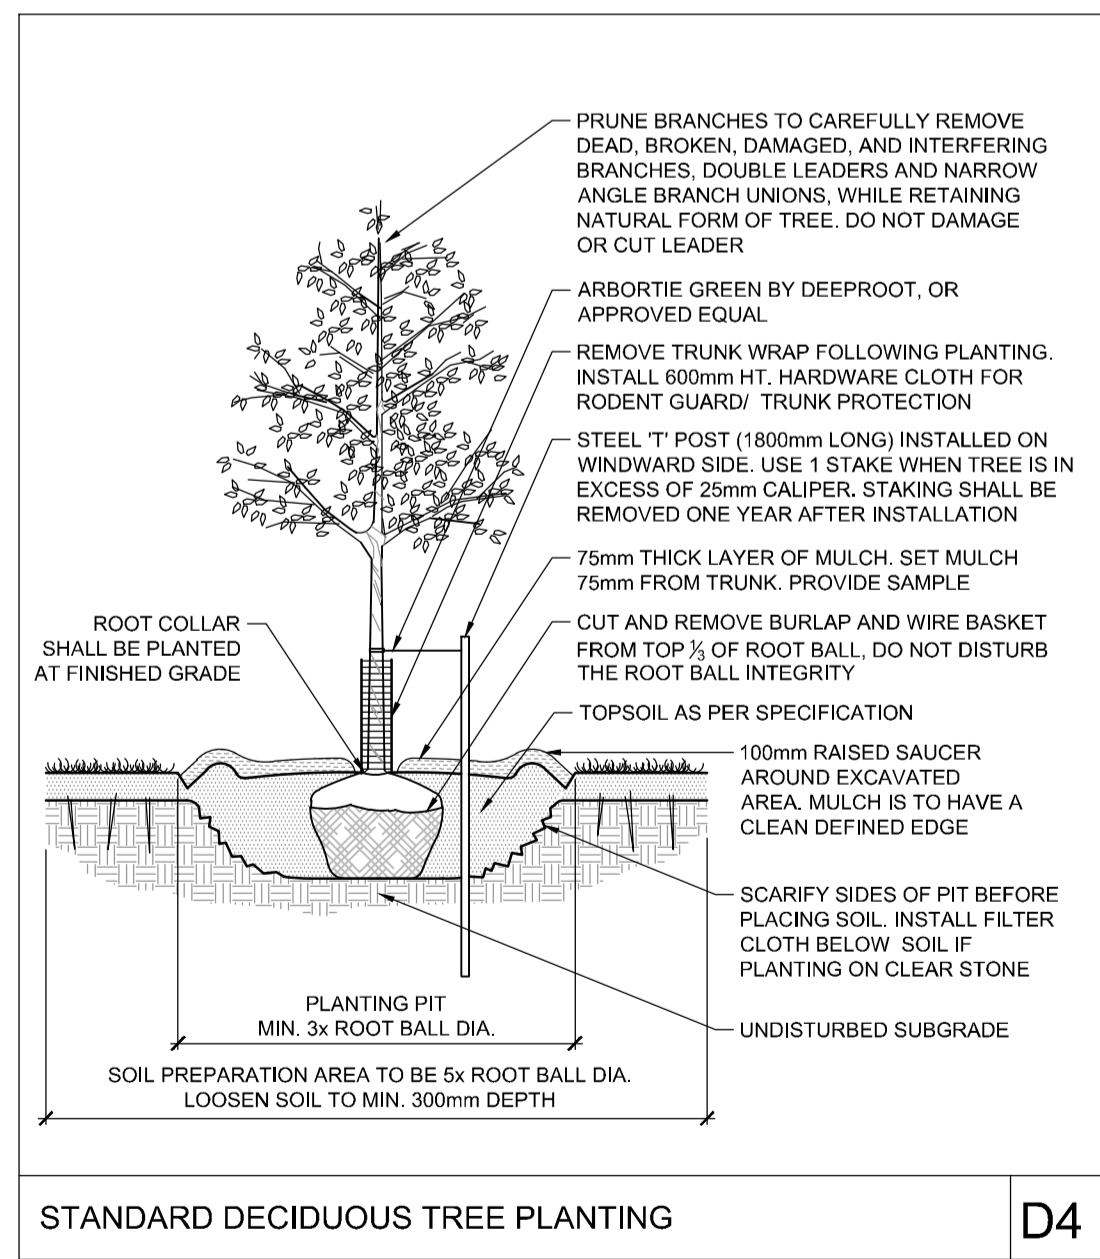 PRUNE BRANCHES TO CAREFULLY REMOVE
DEAD, BROKEN, DAMAGED, AND INTERFERING
BRANCHES, DOUBLE LEADERS AND NARROW
ANGLE BRANCH UNIONS, WHILE RETAINING
NATURAL FORM OF TREE. DO NOT DAMAGE
OR CUT LEADER
ARBORTIE GREEN BY DEEPROOT, OR
APPROVED EQUAL
REMOVE TRUNK WRAP FOLLOWING PLANTING.
INSTALL 600mm HT. HARDWARE CLOTH FOR
RODENT GUARD/ TRUNK PROTECTION
STEEL 'T' POST (1800mm LONG) INSTALLED ON
WINDWARD SIDE. USE 1 STAKE WHEN TREE IS IN
EXCESS OF 25mm CALIPER. STAKING SHALL BE
REMOVED ONE YEAR AFTER INSTALLATION
75mm THICK LAYER OF MULCH. SET MULCH
75mm FROM TRUNK. PROVIDE SAMPLE
ROOT COLLAR
SHALL BE PLANTED
AT FINISHED GRADE
CUT AND REMOVE BURLAP AND WIRE BASKET
FROM TOP ⅓ OF ROOT BALL, DO NOT DISTURB
THE ROOT BALL INTEGRITY
TOPSOIL AS PER SPECIFICATION
100mm RAISED SAUCER
AROUND EXCAVATED
AREA. MULCH IS TO HAVE A
CLEAN DEFINED EDGE
SCARIFY SIDES OF PIT BEFORE
PLACING SOIL. INSTALL FILTER
CLOTH BELOW SOIL IF
PLANTING ON CLEAR STONE
UNDISTURBED SUBGRADE
PLANTING PIT
MIN. 3x ROOT BALL DIA.
SOIL PREPARATION AREA TO BE 5x ROOT BALL DIA.
LOOSEN SOIL TO MIN. 300mm DEPTH
STANDARD DECIDUOUS TREE PLANTING
D4